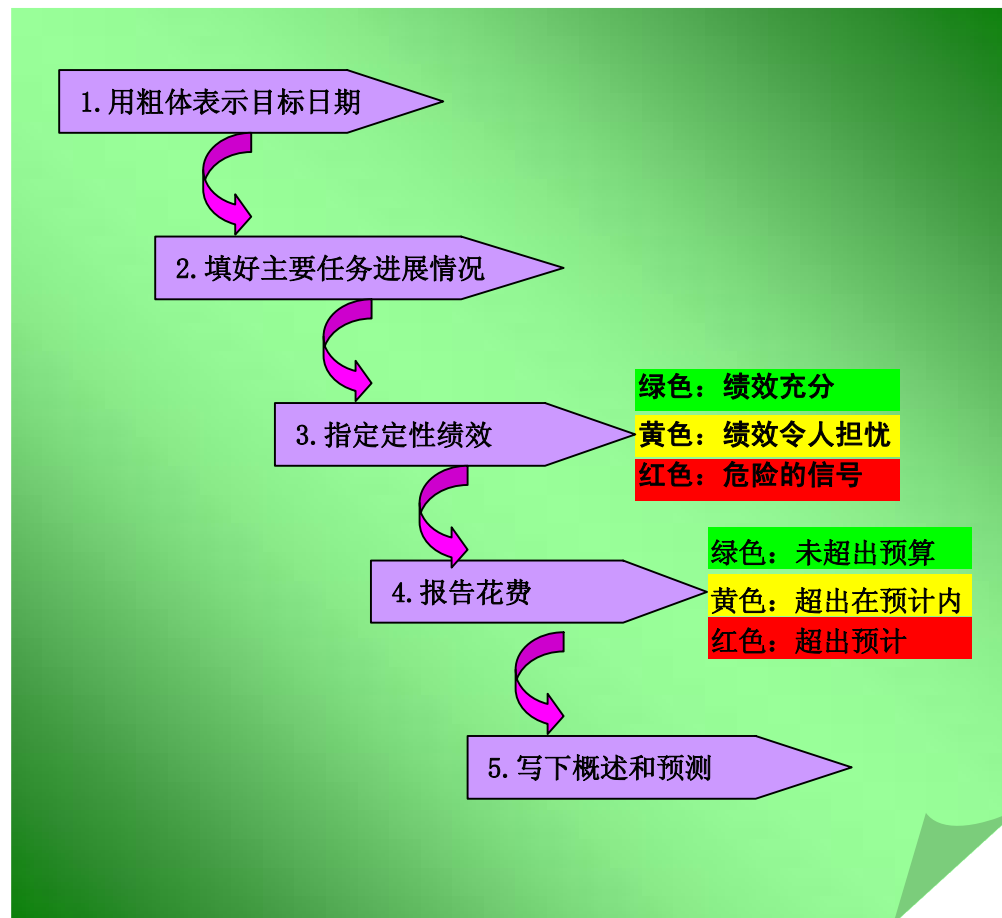 1.用粗体表示目标日期
2.填好主要任务进展情况
3.指定定性绩效
绿色：绩效充分
黄色：绩效令人担忧
红色：危险的信号
4.报告花费
绿色：未超出预算
黄色：超出在预计内
红色：超出预计
5.写下概述和预测